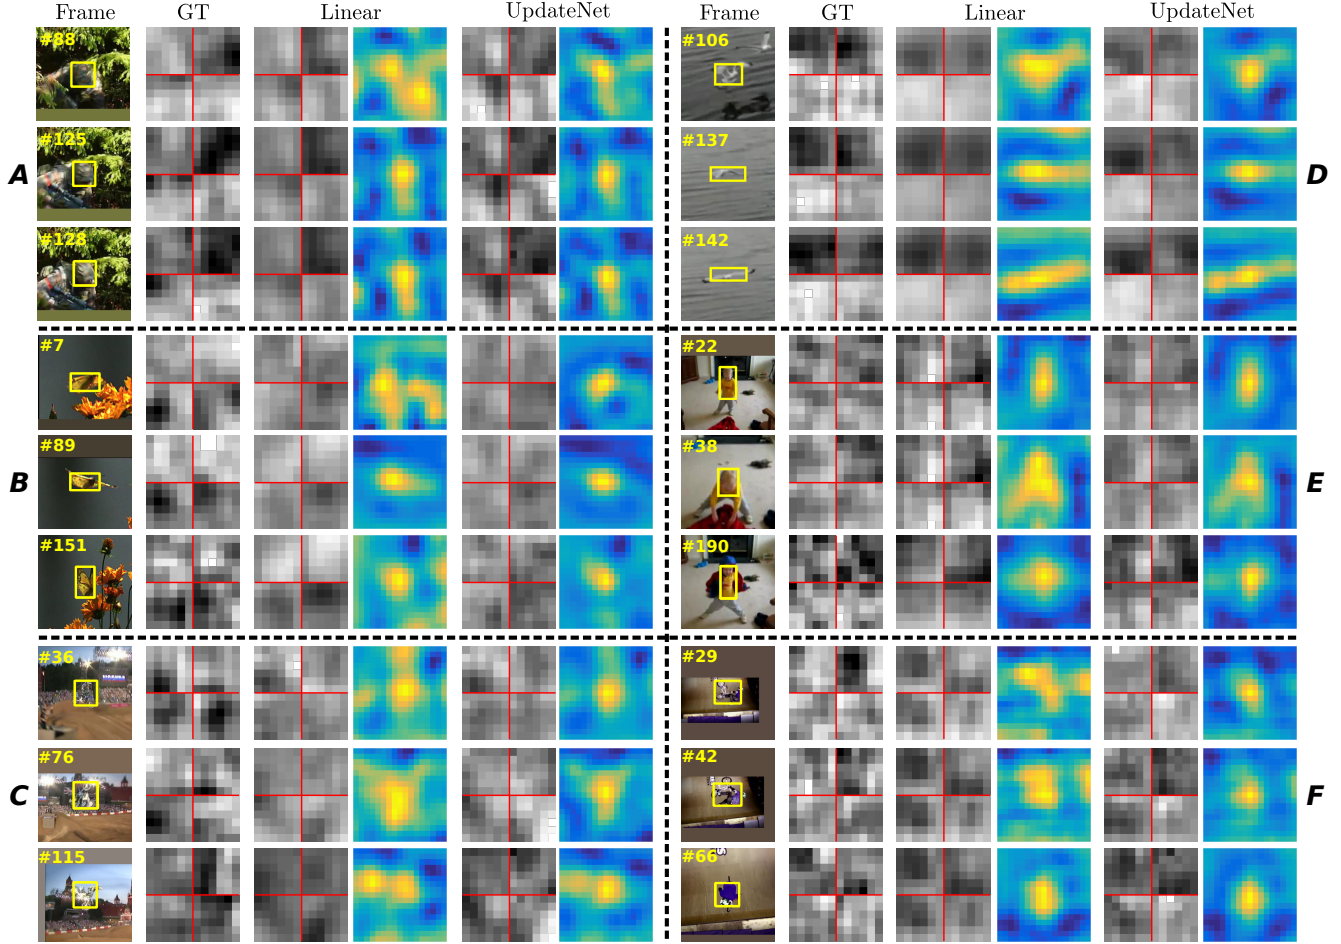 Frame GT Linear UpdateNet Frame GT Linear UpdateNet
#88 #106
A #125 #137 D
#128 #142
#7 #22
B #89 #38 E
#151 #190
#36 #29
C #76 #42 F
#115 #66